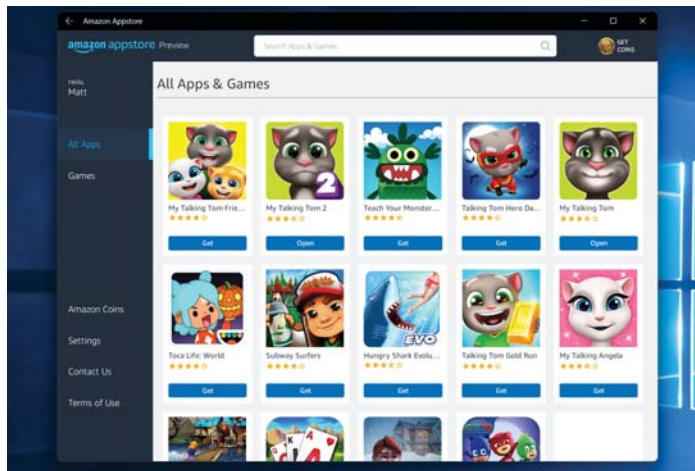 Amazon Appstore
amazon appstore Preview
Search Apps & Games
GET
COINS
Hello,
Matt
All Apps & Games
All Apps
Games
Amazon Coins
Settings
Contact Us
Terms of Use
My Talking Tom Frie...
My Talking Tom 2
Teach Your Monster...
Talking Tom Hero Da...
My Talking Tom
2
Get
Open
Get
Get
Open
EVO
Toca Life: World
Subway Surfers
Hungry Shark Evolu...
Talking Tom Gold Run
My Talking Angela
Get
Get
Get
Get
Get
K
A
A